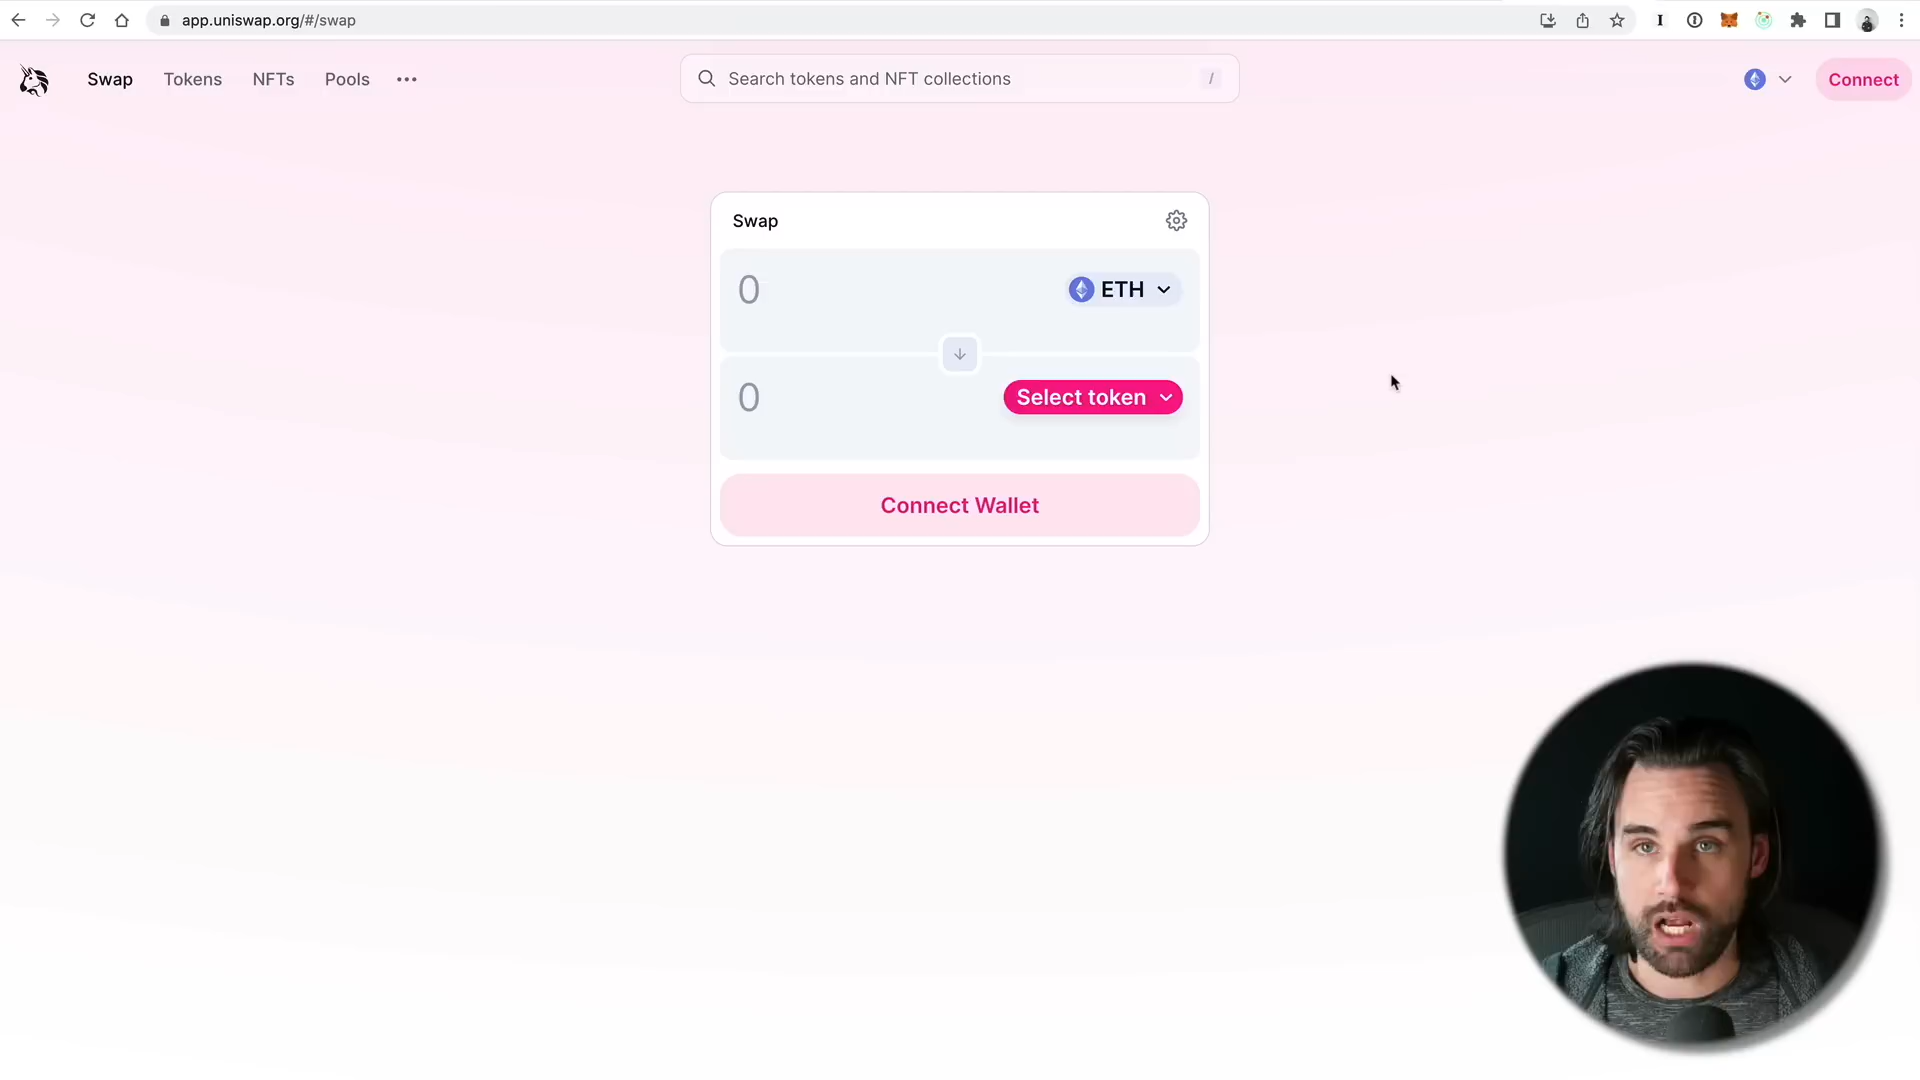 app.uniswap.org/#/swap
Swap
Tokens
NFTs
Pools
Search tokens and NFT collections
/
Connect
Swap
0
ETH
0
Select token
Connect Wallet